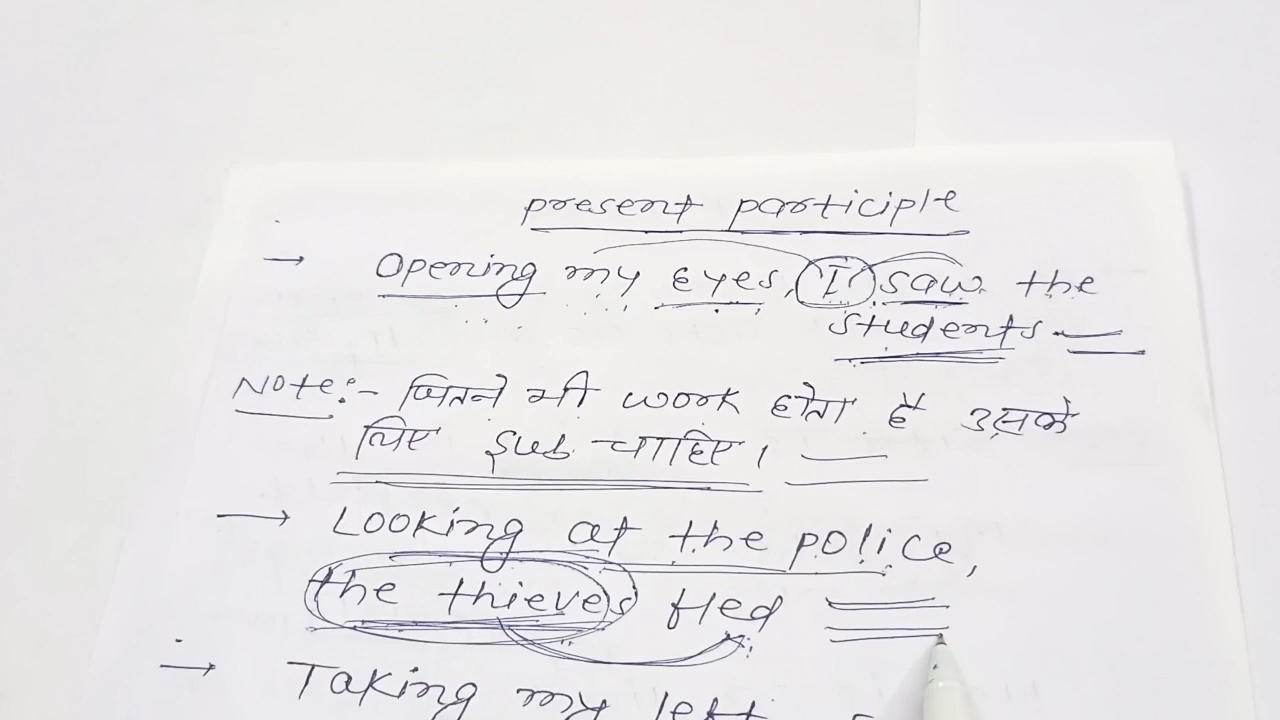 present participle
→ Opening my eyes, I saw the
students
Note:- जितने भी work होता है उसके
लिए sub चाहिए।
→ Looking at the police,
the thieves fled
→ Taking my left